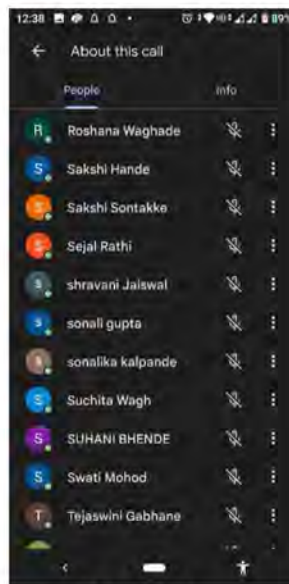 12:38 89%
About this call
People Info
R Roshana Waghade
S Sakshi Hande
S Sakshi Sontakke
S Sejal Rathi
s shravani Jaiswal
s sonali gupta
s sonalika kalpande
S Suchita Wagh
S SUHANI BHENDE
S Swati Mohod
T Tejaswini Gabhane